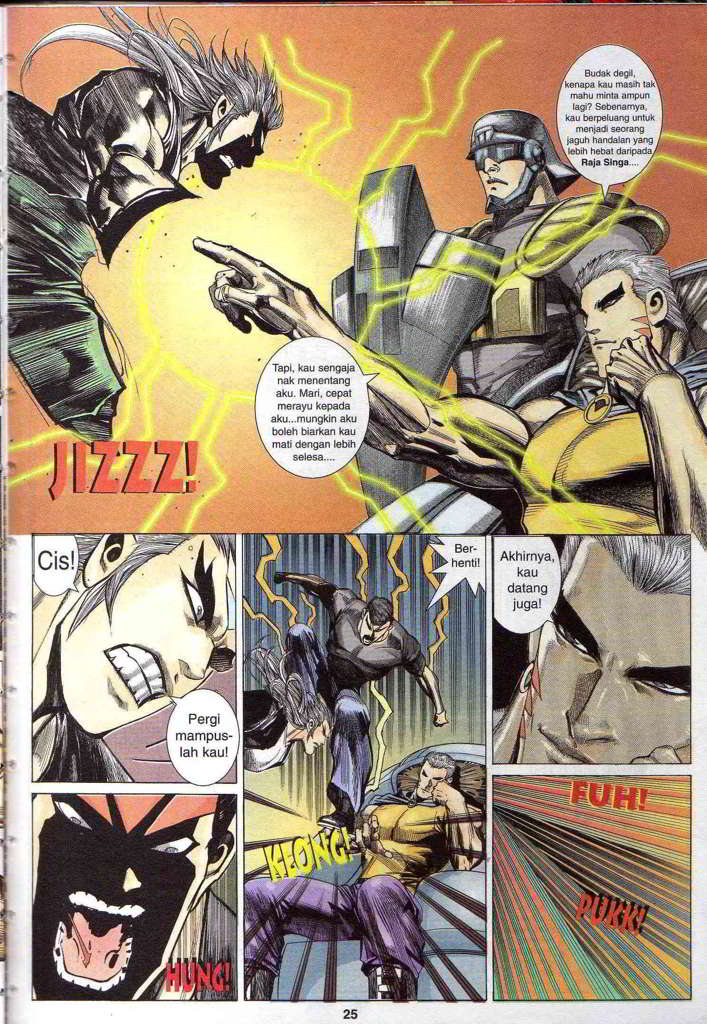 Budak degil,
kenapa kau masih tak
mahu minta ampun
lagi? Sebenarnya,
kau berpeluang untuk
menjadi seorang
jaguh handalan yang
lebih hebat daripada
Raja Singa....
Tapi, kau sengaja
nak menentang
aku. Mari, cepat
merayu kepada
aku...mungkin aku
boleh biarkan kau
mati dengan lebih
selesa....
JIZZZ!
Cis!
Pergi
mampus-
lah kau!
Ber-
henti!
Akhirnya,
kau
datang
juga!
HUNG!
KLONG!
FUH!
PUKK!
25